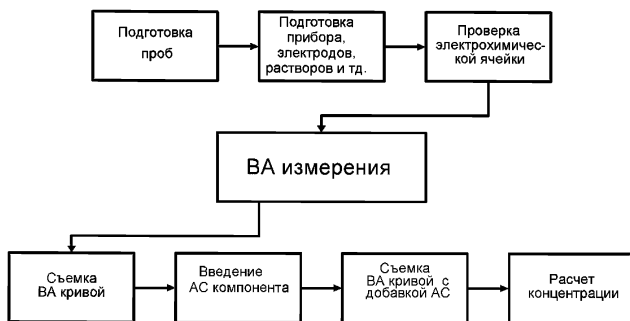 Подготовка
проб
Подготовка
прибора,
электродов,
растворов и тд.
Проверка
электрохимичес-
кой ячейки
ВА измерения
Съемка
ВА кривой
Введение
АС компонента
Съемка
ВА кривой с
добавкой АС
Расчет
концентрации